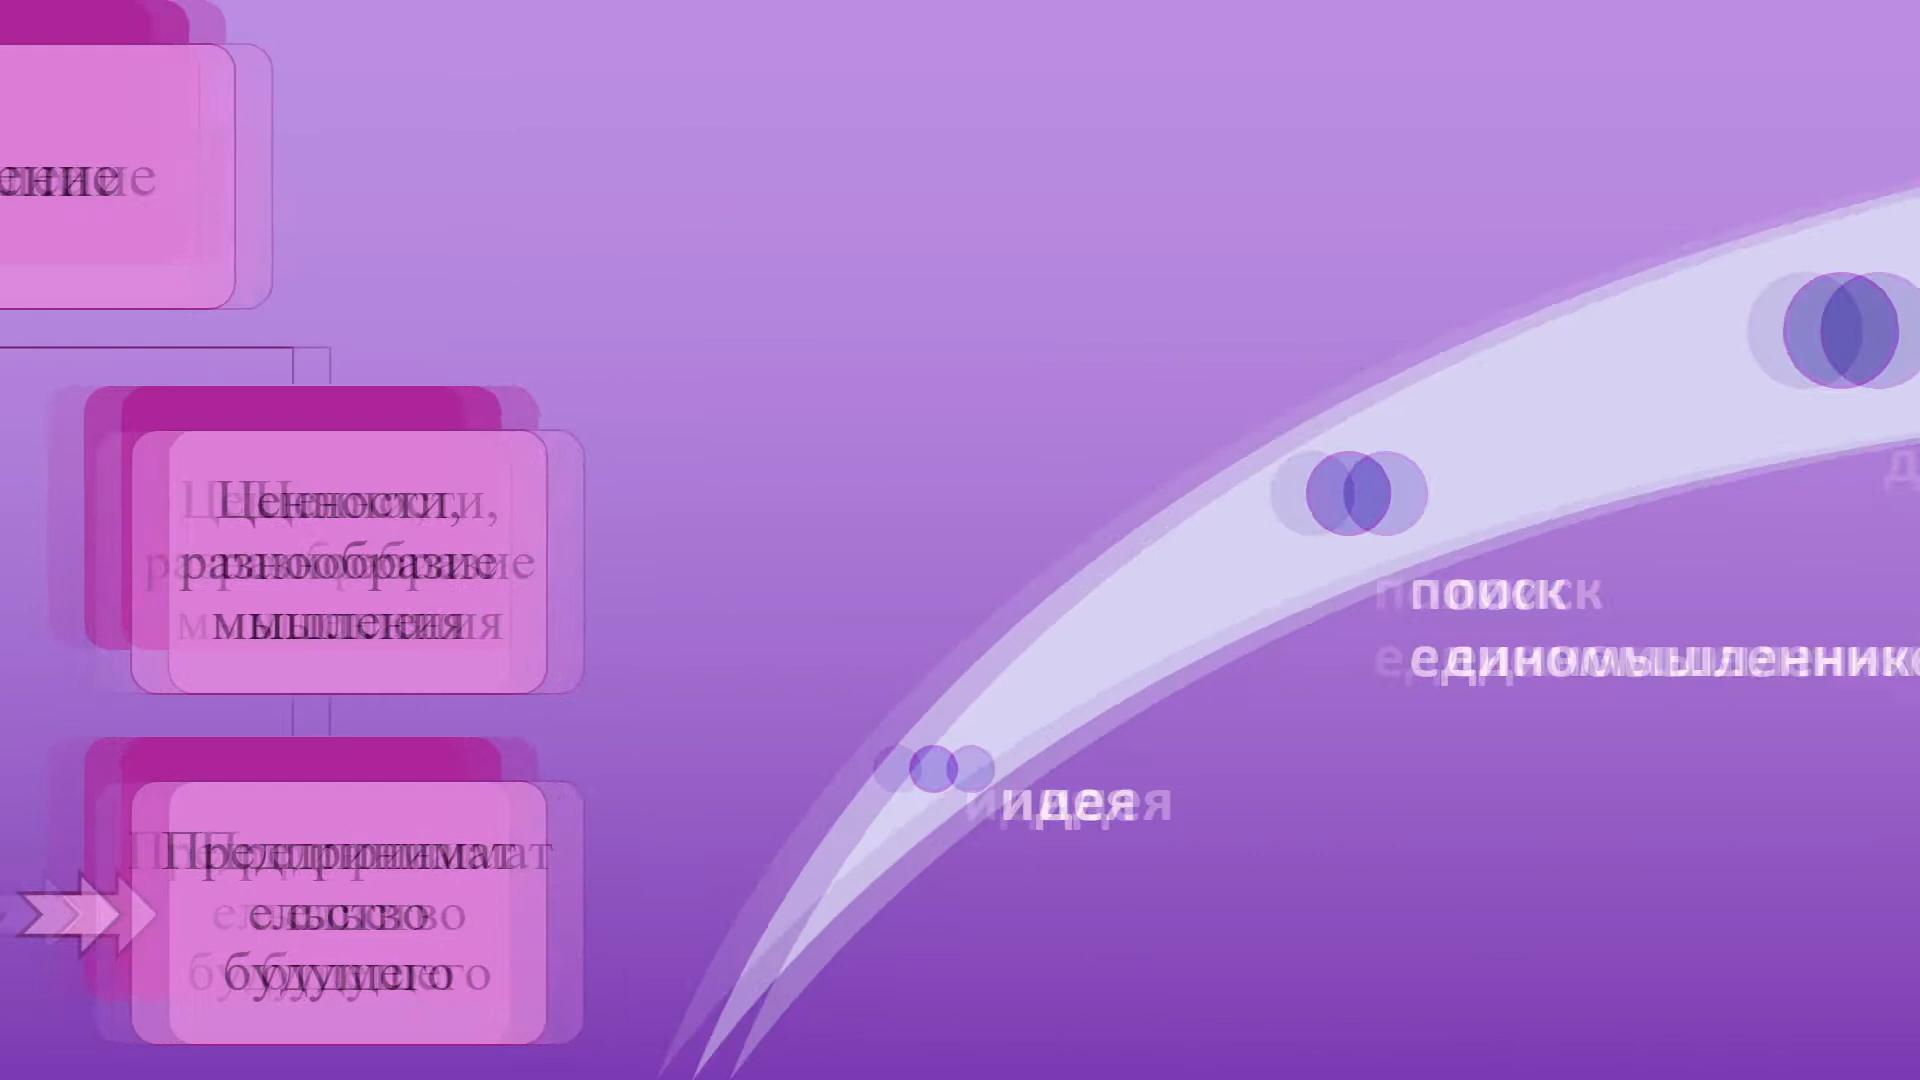 ение
Ценности,
разнообразие
мышления
Предпринимат
ельство
будущего
идея
поиск
единомышленнико
д